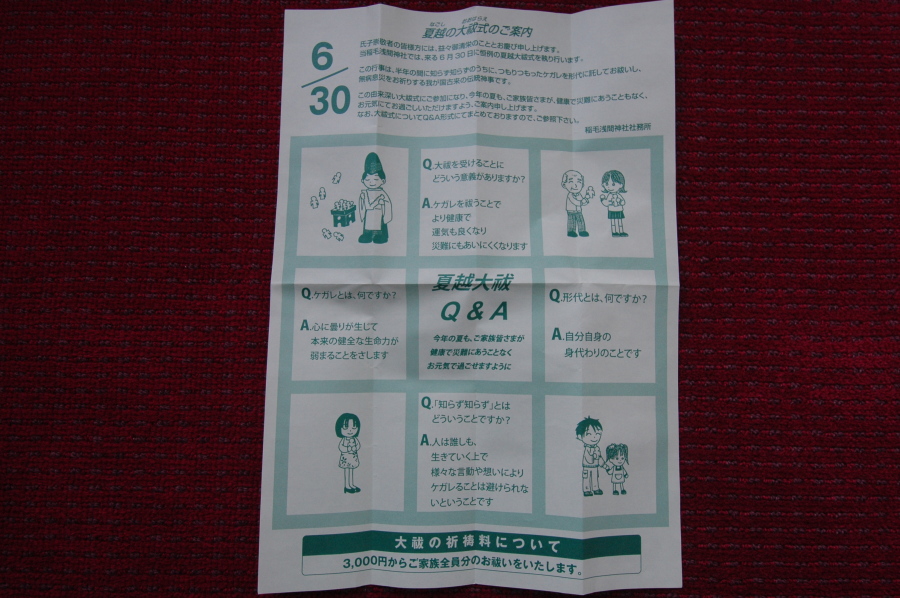 なごし おおはらえ
夏越の大祓式のご案内
6/30
氏子崇敬者の皆様方には、益々御清栄のこととお慶び申し上げます。
当稲毛浅間神社では、来る6月30日に恒例の夏越大祓式を執り行います。
この行事は、半年の間に知らず知らずのうちに、つもりつもったケガレを形代に託してお祓いし、
無病息災をお祈りする我が国古来の伝統神事です。
この由来深い大祓式にご参加になり、今年の夏も、ご家族皆さまが、健康で災難にあうこともなく、
お元気にてお過ごしいただけますよう、ご案内申し上げます。
なお、大祓式についてQ&A形式にてまとめておりますので、ご参照下さい。
稲毛浅間神社社務所
Q.大祓を受けることに
どういう意義がありますか?
A.ケガレを祓うことで
より健康で
運気も良くなり
災難にもあいにくくなります
Q.ケガレとは、何ですか?
A.心に曇りが生じて
本来の健全な生命力が
弱まることをさします
夏越大祓
Q&A
今年の夏も、ご家族皆さまが
健康で災難にあうことなく
お元気で過ごせますように
Q.形代とは、何ですか?
A.自分自身の
身代わりのことです
Q.「知らず知らず」とは
どういうことですか?
A.人は誰しも、
生きていく上で
様々な言動や想いにより
ケガレることは避けられな
いということです
大祓の祈祷料について
3,000円からご家族全員分のお祓いをいたします。